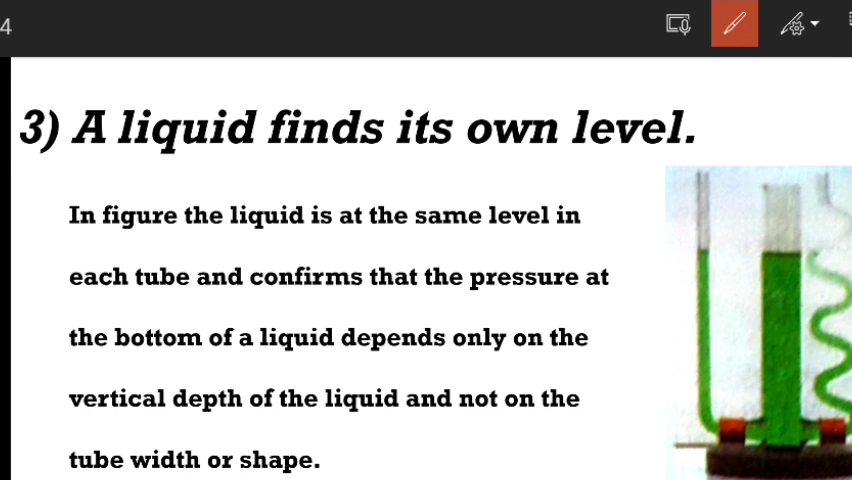 4
3) A liquid finds its own level.
In figure the liquid is at the same level in
each tube and confirms that the pressure at
the bottom of a liquid depends only on the
vertical depth of the liquid and not on the
tube width or shape.